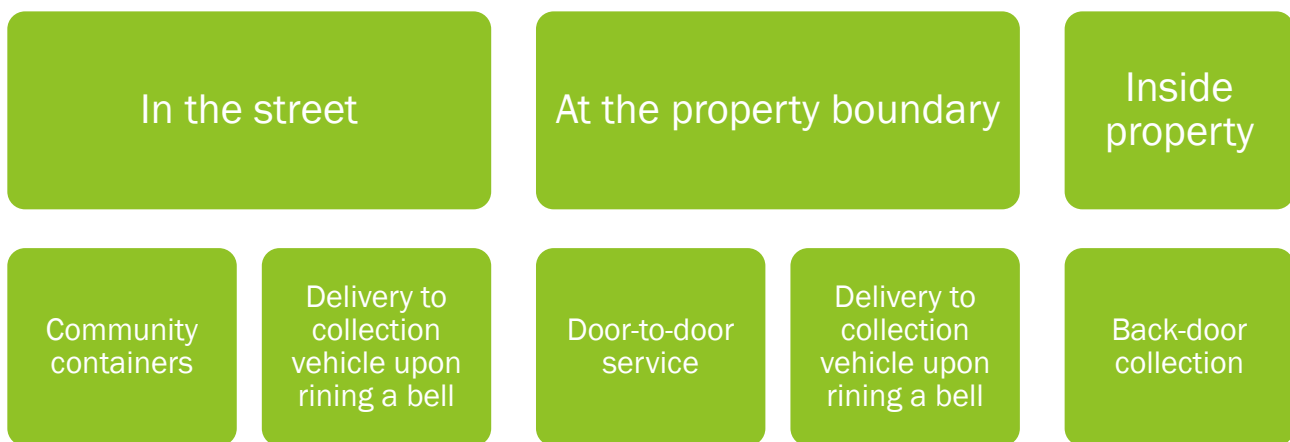 In the street
At the property boundary
Inside
property
Community
containers
Delivery to
collection
vehicle upon
rining a bell
Door-to-door
service
Delivery to
collection
vehicle upon
rining a bell
Back-door
collection